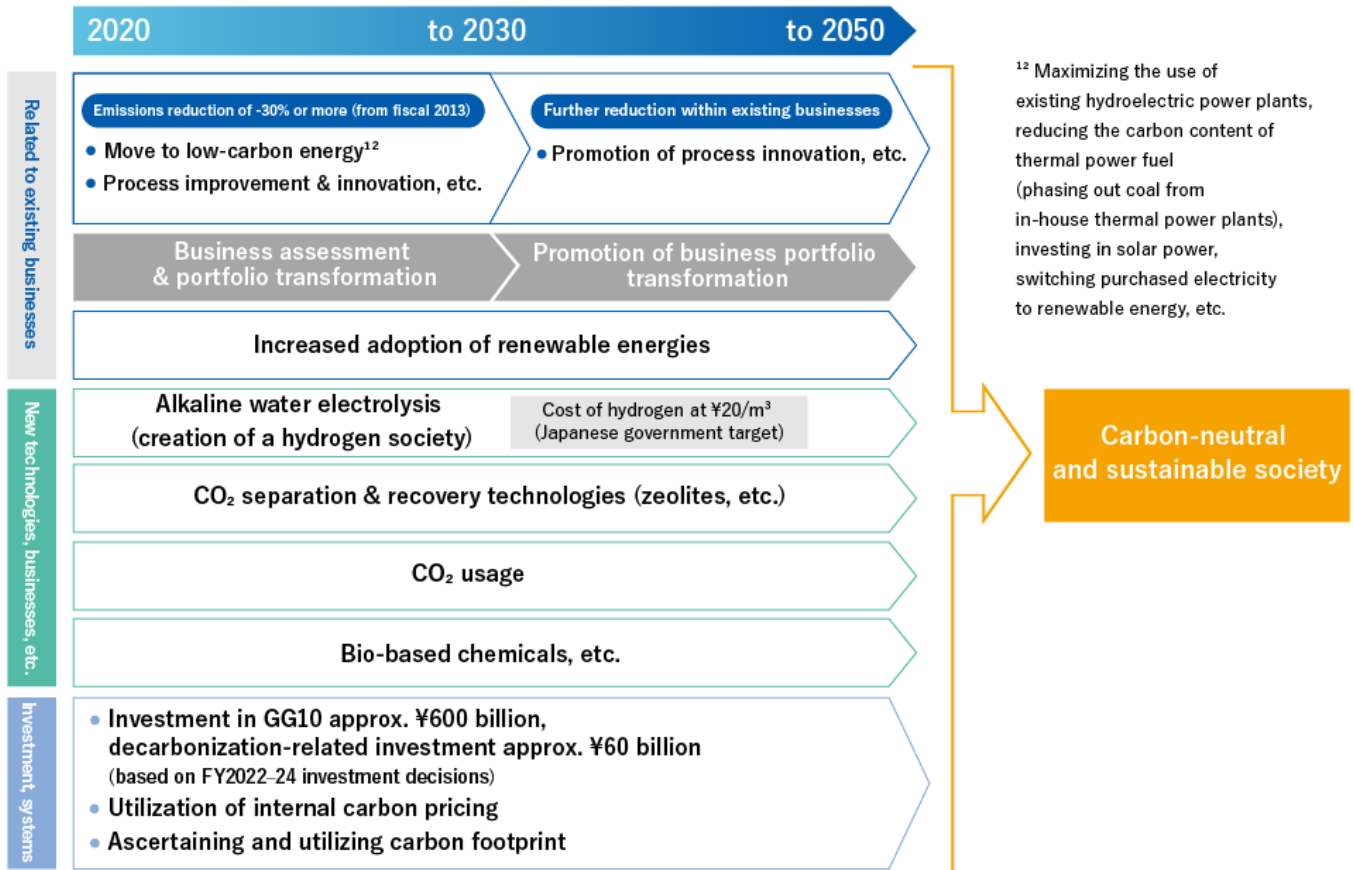 2020 to 2030 to 2050
Related to existing businesses
Emissions reduction of -30% or more (from fiscal 2013)
• Move to low-carbon energy¹²
• Process improvement & innovation, etc.
Further reduction within existing businesses
• Promotion of process innovation, etc.
Business assessment
& portfolio transformation
Promotion of business portfolio
transformation
Increased adoption of renewable energies
New technologies, businesses, etc.
Alkaline water electrolysis
(creation of a hydrogen society)
Cost of hydrogen at ¥20/m³
(Japanese government target)
CO₂ separation & recovery technologies (zeolites, etc.)
CO₂ usage
Bio-based chemicals, etc.
Investment, systems
• Investment in GG10 approx. ¥600 billion,
decarbonization-related investment approx. ¥60 billion
(based on FY2022–24 investment decisions)
• Utilization of internal carbon pricing
• Ascertaining and utilizing carbon footprint
¹² Maximizing the use of
existing hydroelectric power plants,
reducing the carbon content of
thermal power fuel
(phasing out coal from
in-house thermal power plants),
investing in solar power,
switching purchased electricity
to renewable energy, etc.
Carbon-neutral
and sustainable society